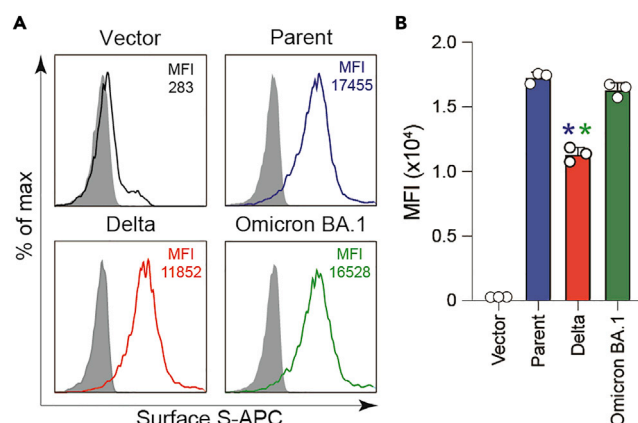 A
Vector
MFI
283
Parent
MFI
17455
Delta
MFI
11852
Omicron BA.1
MFI
16528
% of max
Surface S-APC
B
MFI (x10⁴)
2.0
1.5
1.0
0.5
0
* *
Vector
Parent
Delta
Omicron BA.1